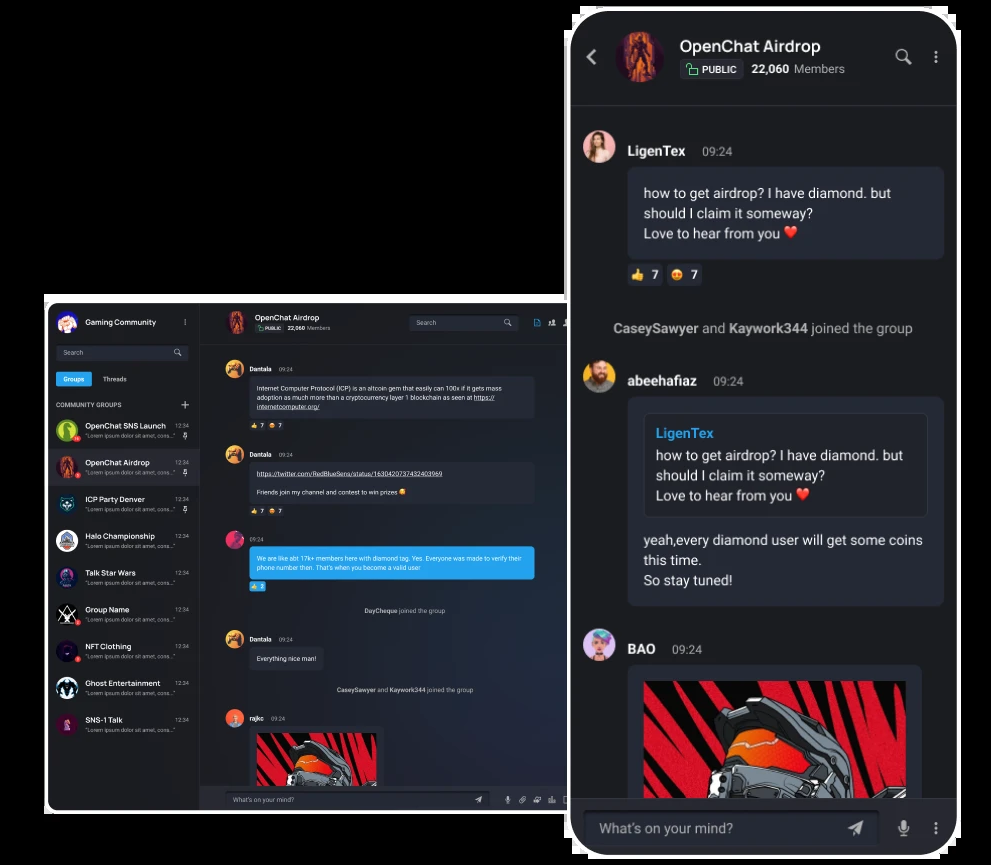 Gaming Community
Search
Groups
Threads
COMMUNITY GROUPS
OpenChat SNS Launch
12:34
"Lorem ipsum dolor sit amet, cons..."
OpenChat Airdrop
12:34
"Lorem ipsum dolor sit amet, cons..."
ICP Party Denver
12:34
"Lorem ipsum dolor sit amet, cons..."
Halo Championship
12:34
"Lorem ipsum dolor sit amet, cons..."
Talk Star Wars
12:34
"Lorem ipsum dolor sit amet, cons..."
Group Name
12:34
"Lorem ipsum dolor sit amet, cons..."
NFT Clothing
12:34
"Lorem ipsum dolor sit amet, cons..."
Ghost Entertainment
12:34
"Lorem ipsum dolor sit amet, cons..."
SNS-1 Talk
12:34
"Lorem ipsum dolor sit amet, cons..."
OpenChat Airdrop
PUBLIC 22,060 Members
Search
Dantala 09:24
Internet Computer Protocol (ICP) is an altcoin gem that easily can 100x if it gets mass
adoption as much more than a cryptocurrency layer 1 blockchain as seen at https://
internetcomputer.org/
👍 7 😍 7
Dantala 09:24
https://twitter.com/RedBlueSens/status/1630420737432403969
Friends join my channel and contest to win prizes
👍 7 😍 7
09:24
We are like abt 17k+ members here with diamond tag. Yes. Everyone was made to verify their
phone number then. That's when you become a valid user
👍 2
DayCheque joined the group
Dantala 09:24
Everything nice man!
CaseySawyer and Kaywork344 joined the group
rajkc 09:24
What's on your mind?
OpenChat Airdrop
PUBLIC 22,060 Members
LigenTex 09:24
how to get airdrop? I have diamond. but
should I claim it someway?
Love to hear from you ❤️
👍 7 😍 7
CaseySawyer and Kaywork344 joined the group
abeehafiaz 09:24
LigenTex
how to get airdrop? I have diamond. but
should I claim it someway?
Love to hear from you ❤️
yeah,every diamond user will get some coins
this time.
So stay tuned!
BAO 09:24
What's on your mind?